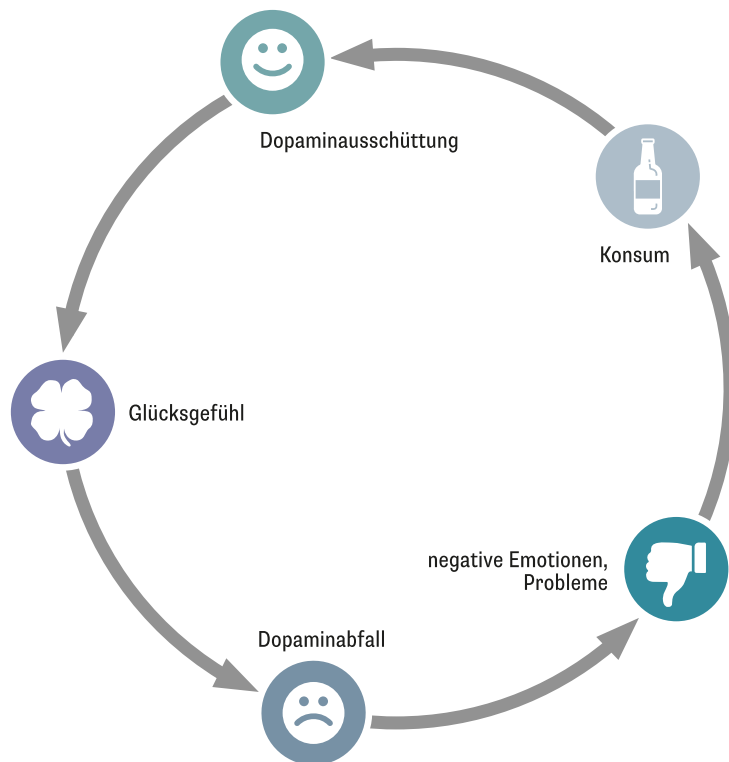 Dopaminausschüttung
Konsum
Glücksgefühl
negative Emotionen,
Probleme
Dopaminabfall